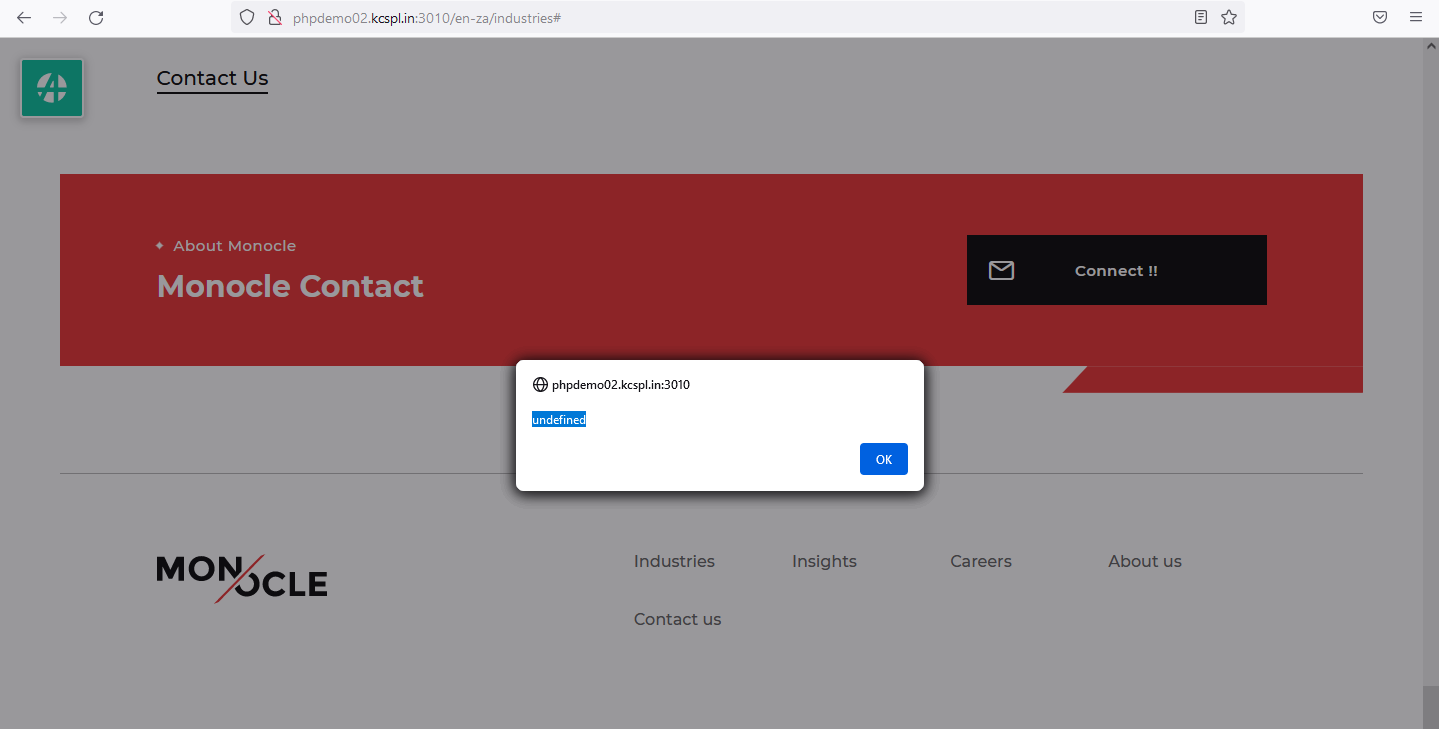 phpdemo02.kcspl.in:3010/en-za/industries#
Contact Us
About Monocle
Monocle Contact
Connect !!
phpdemo02.kcspl.in:3010
undefined
OK
MONOCLE
Industries
Insights
Careers
About us
Contact us